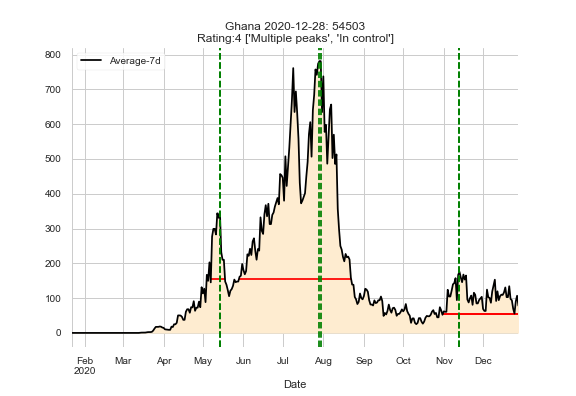 Ghana 2020-12-28: 54503
Rating:4 ['Multiple peaks', 'In control']
Average-7d
800
700
600
500
400
300
200
100
0
Feb Mar Apr May Jun Jul Aug Sep Oct Nov Dec
2020
Date